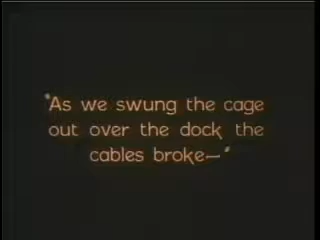 "As we swung the cage
out over the dock the
cables broke—"